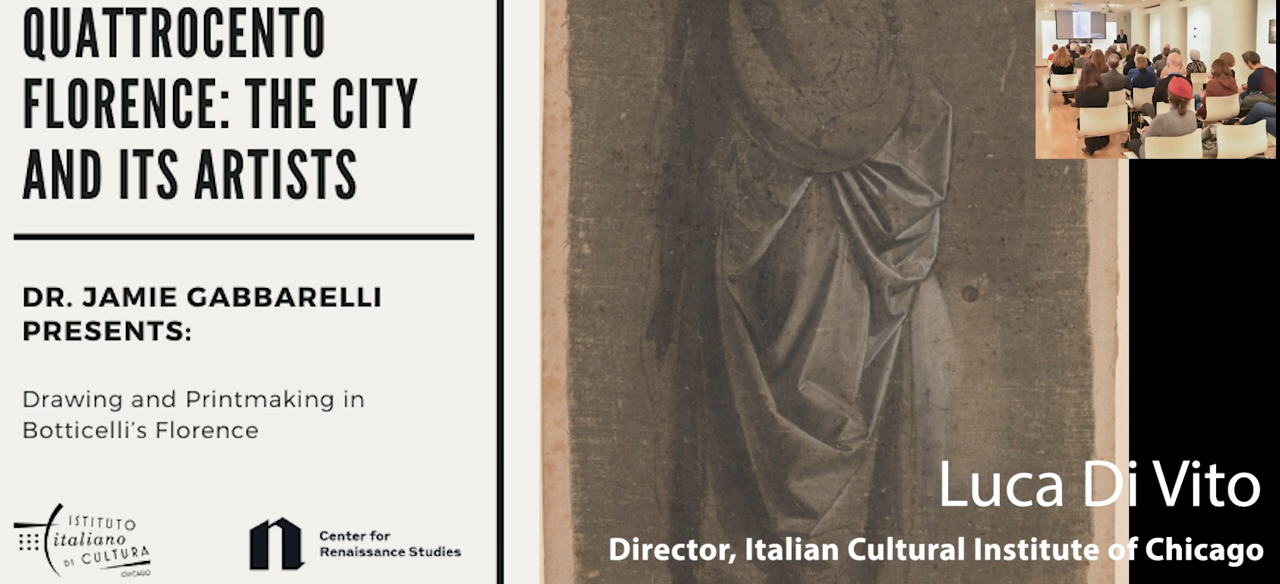 QUATTROCENTO
FLORENCE: THE CITY
AND ITS ARTISTS
DR. JAMIE GABBARELLI
PRESENTS:
Drawing and Printmaking in
Botticelli's Florence
ISTITUTO
italiano
DI CULTURA
CHICAGO
Center for
Renaissance Studies
Luca Di Vito
Director, Italian Cultural Institute of Chicago